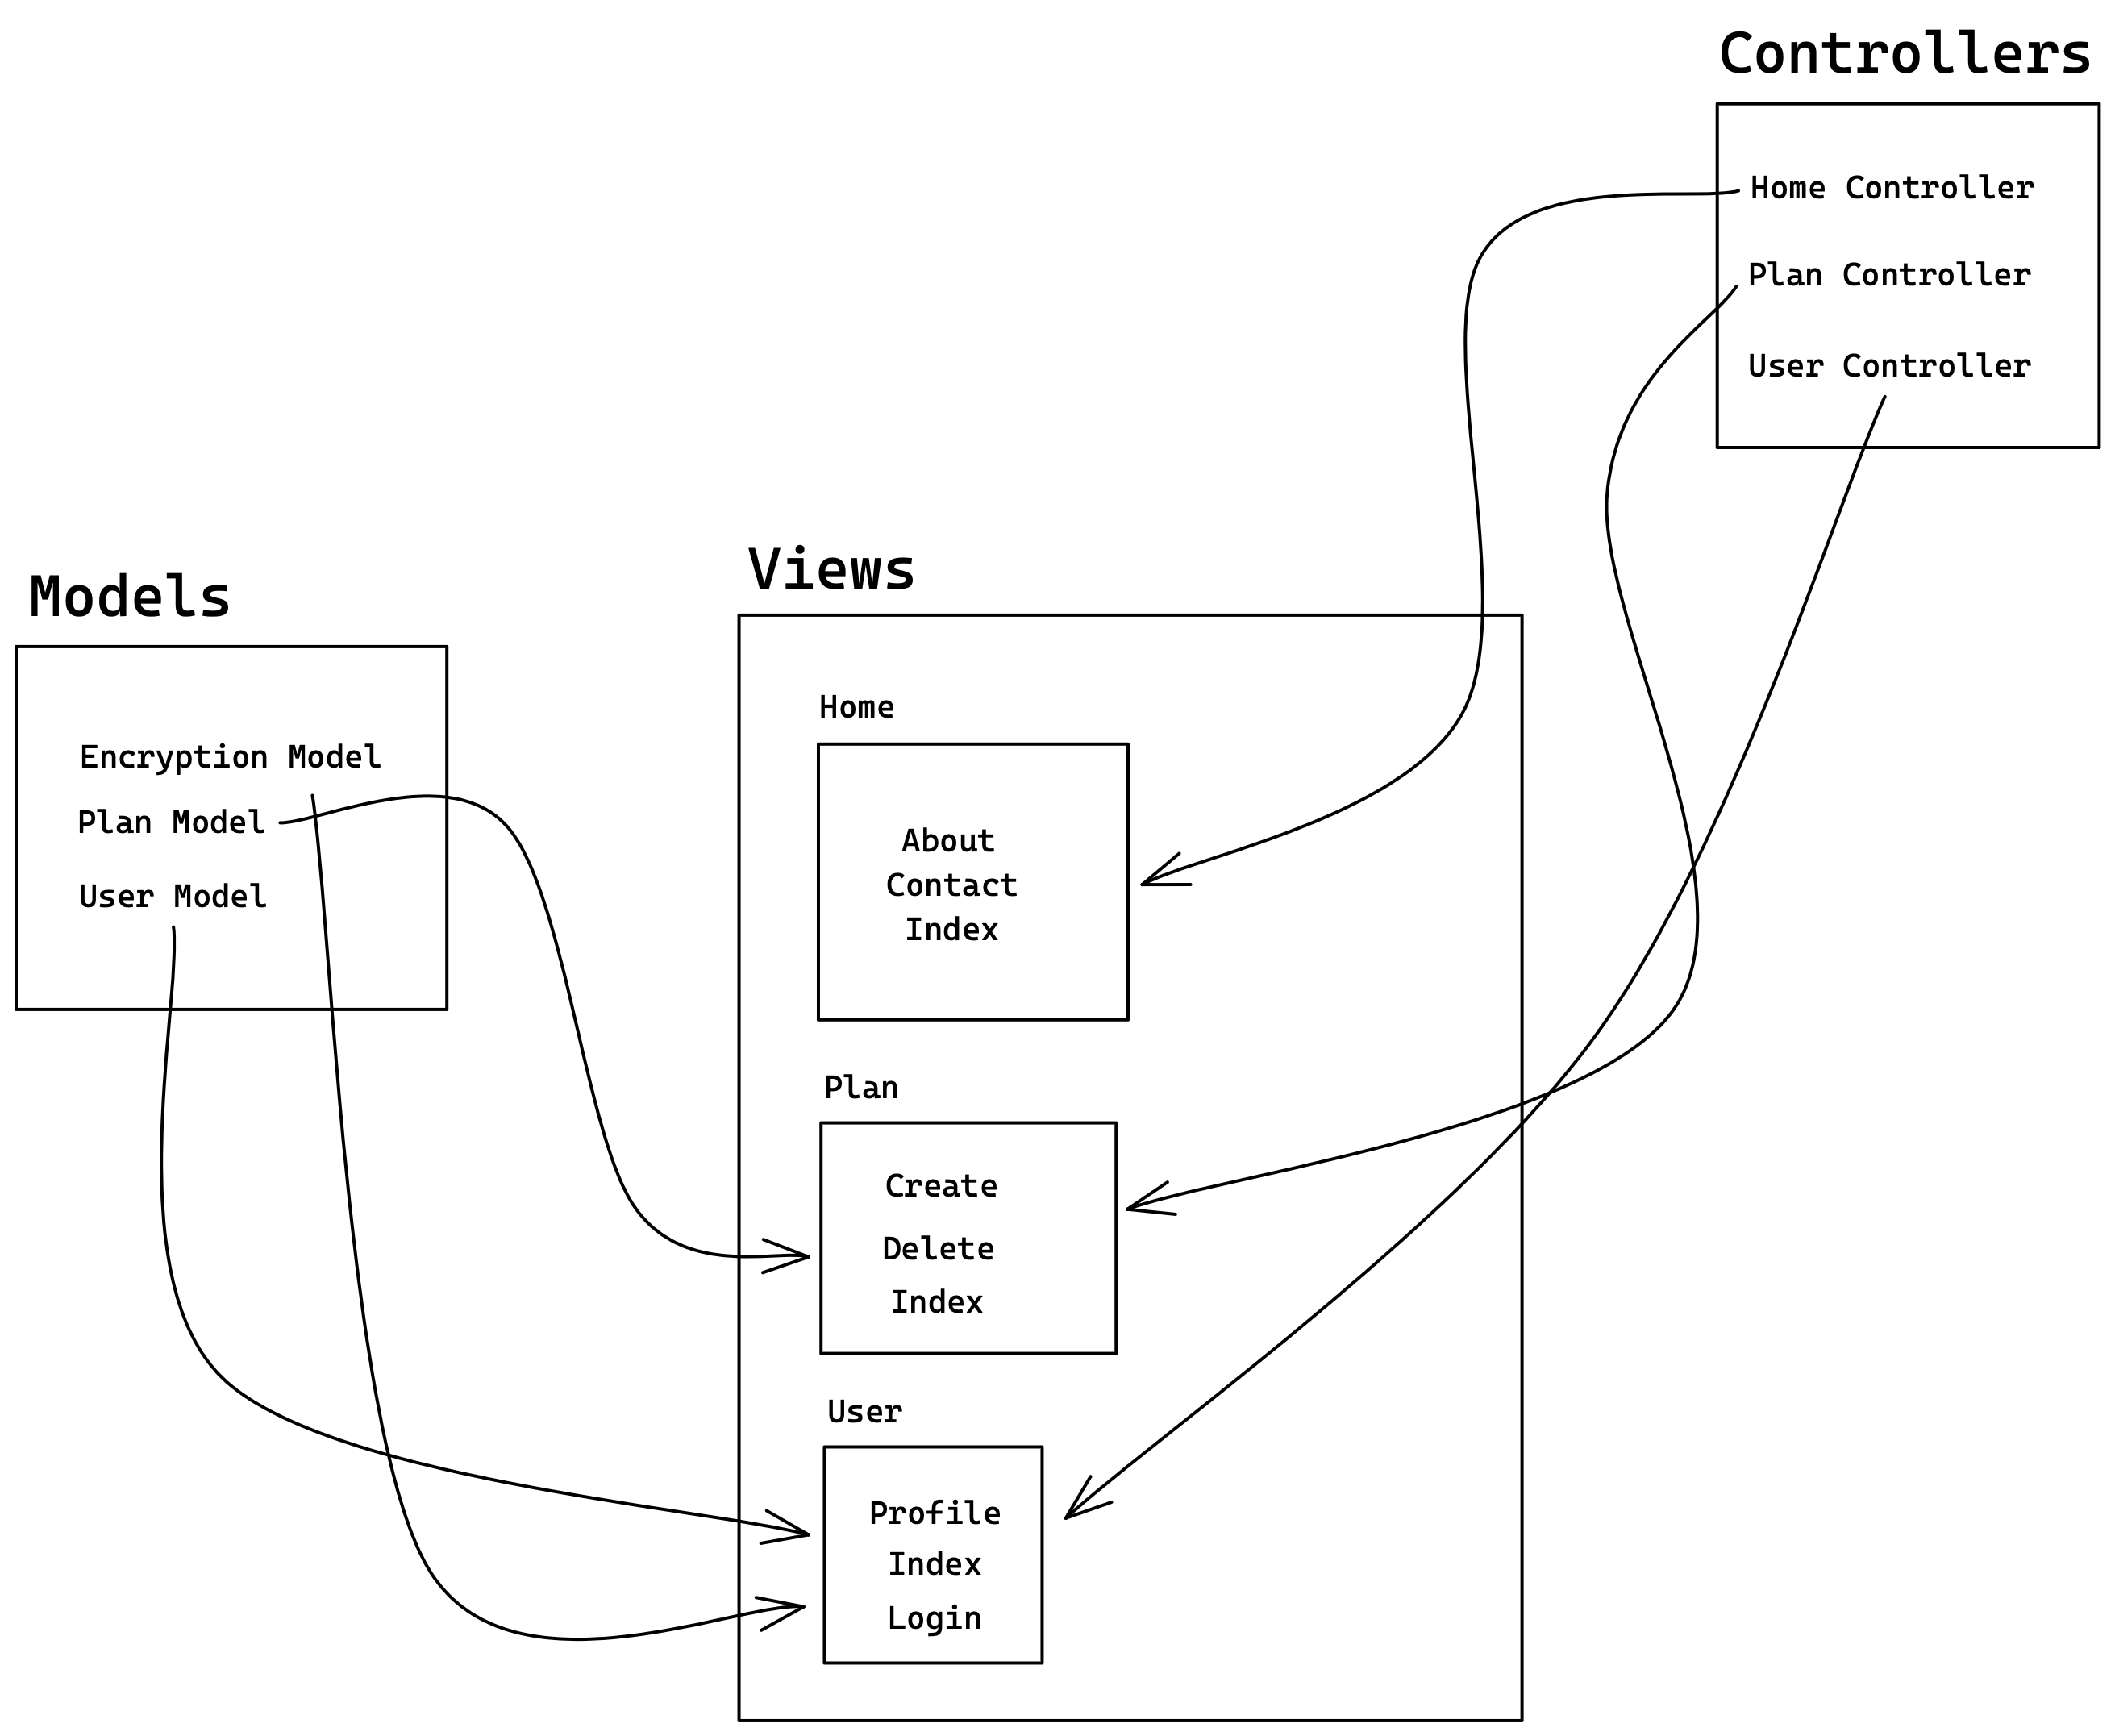 Controllers
Home Controller
Plan Controller
User Controller
Models
Encryption Model
Plan Model
User Model
Views
Home
About
Contact
Index
Plan
Create
Delete
Index
User
Profile
Index
Login